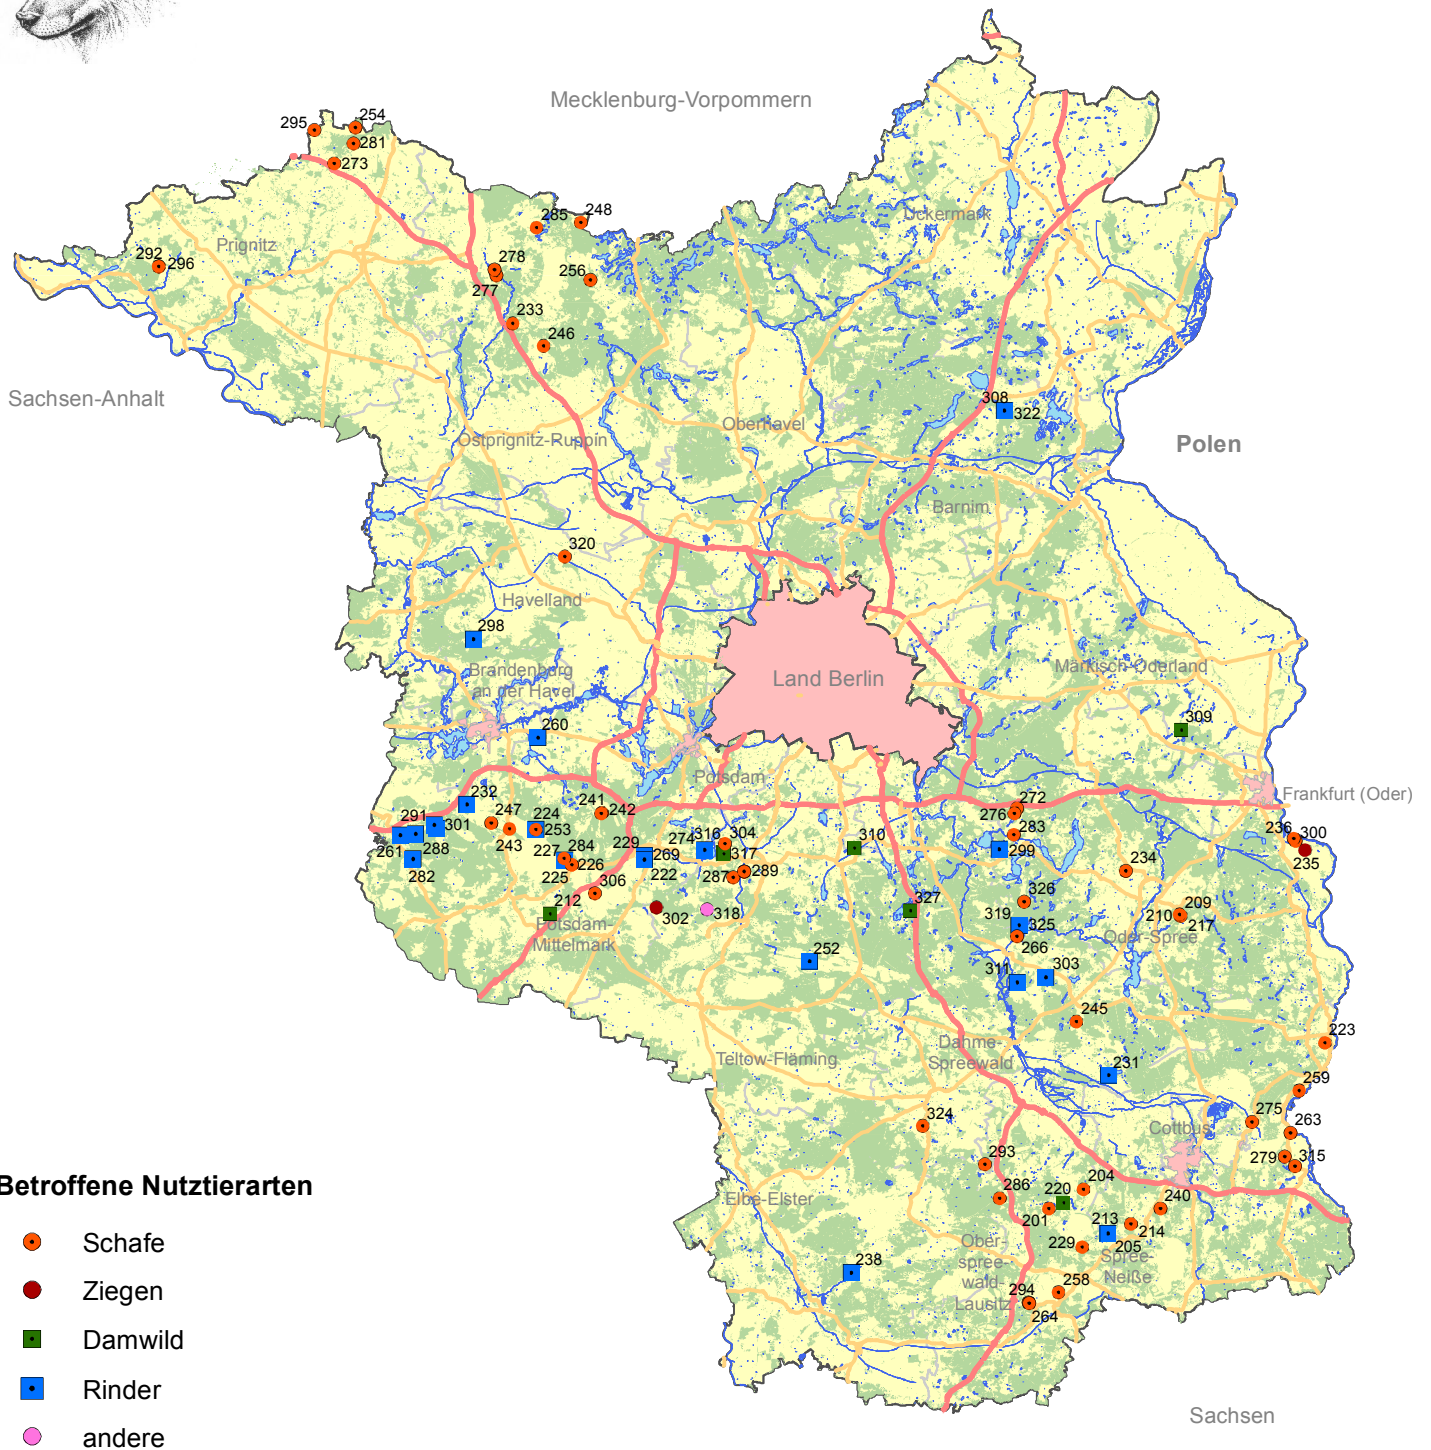 Mecklenburg-Vorpommern
295
254
281
273
285
248
Uckermark
Prignitz
292
296
278
277
256
233
246
Sachsen-Anhalt
308
322
Oberhavel
Ostprignitz-Ruppin
Polen
Barnim
320
Havelland
298
Brandenburg
an der Havel
Land Berlin
Märkisch-Oderland
309
260
Potsdam
Frankfurt (Oder)
232
291
301
261
288
282
247
243
224
253
241
242
227
284
226
225
229
269
222
274
316
304
317
287
289
310
272
276
283
299
234
236
300
235
306
212
Potsdam-
Mittelmark
302
318
327
326
319
325
266
209
210
217
Oder-Spree
252
311
303
245
223
Teltow-Fläming
Dahme-
Spreewald
231
259
324
275
263
Cottbus
279
315
293
Betroffene Nutztierarten
Elbe-Elster
286
220
204
201
240
213
214
205
229
Schafe
Ober-
spree-
wald-
Lausitz
Spree-
Neiße
238
258
294
264
Ziegen
Damwild
Rinder
Sachsen
andere